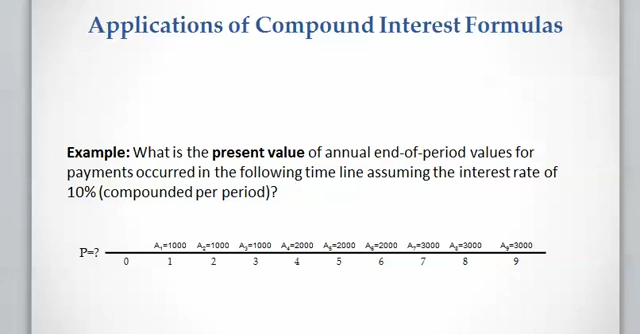 Applications of Compound Interest Formulas
Example: What is the present value of annual end-of-period values for
payments occurred in the following time line assuming the interest rate of
10% (compounded per period)?
A₁=1000 A₂=1000 A₃=1000 A₄=2000 A₅=2000 A₆=2000 A₇=3000 A₈=3000 A₉=3000
P=?
0 1 2 3 4 5 6 7 8 9